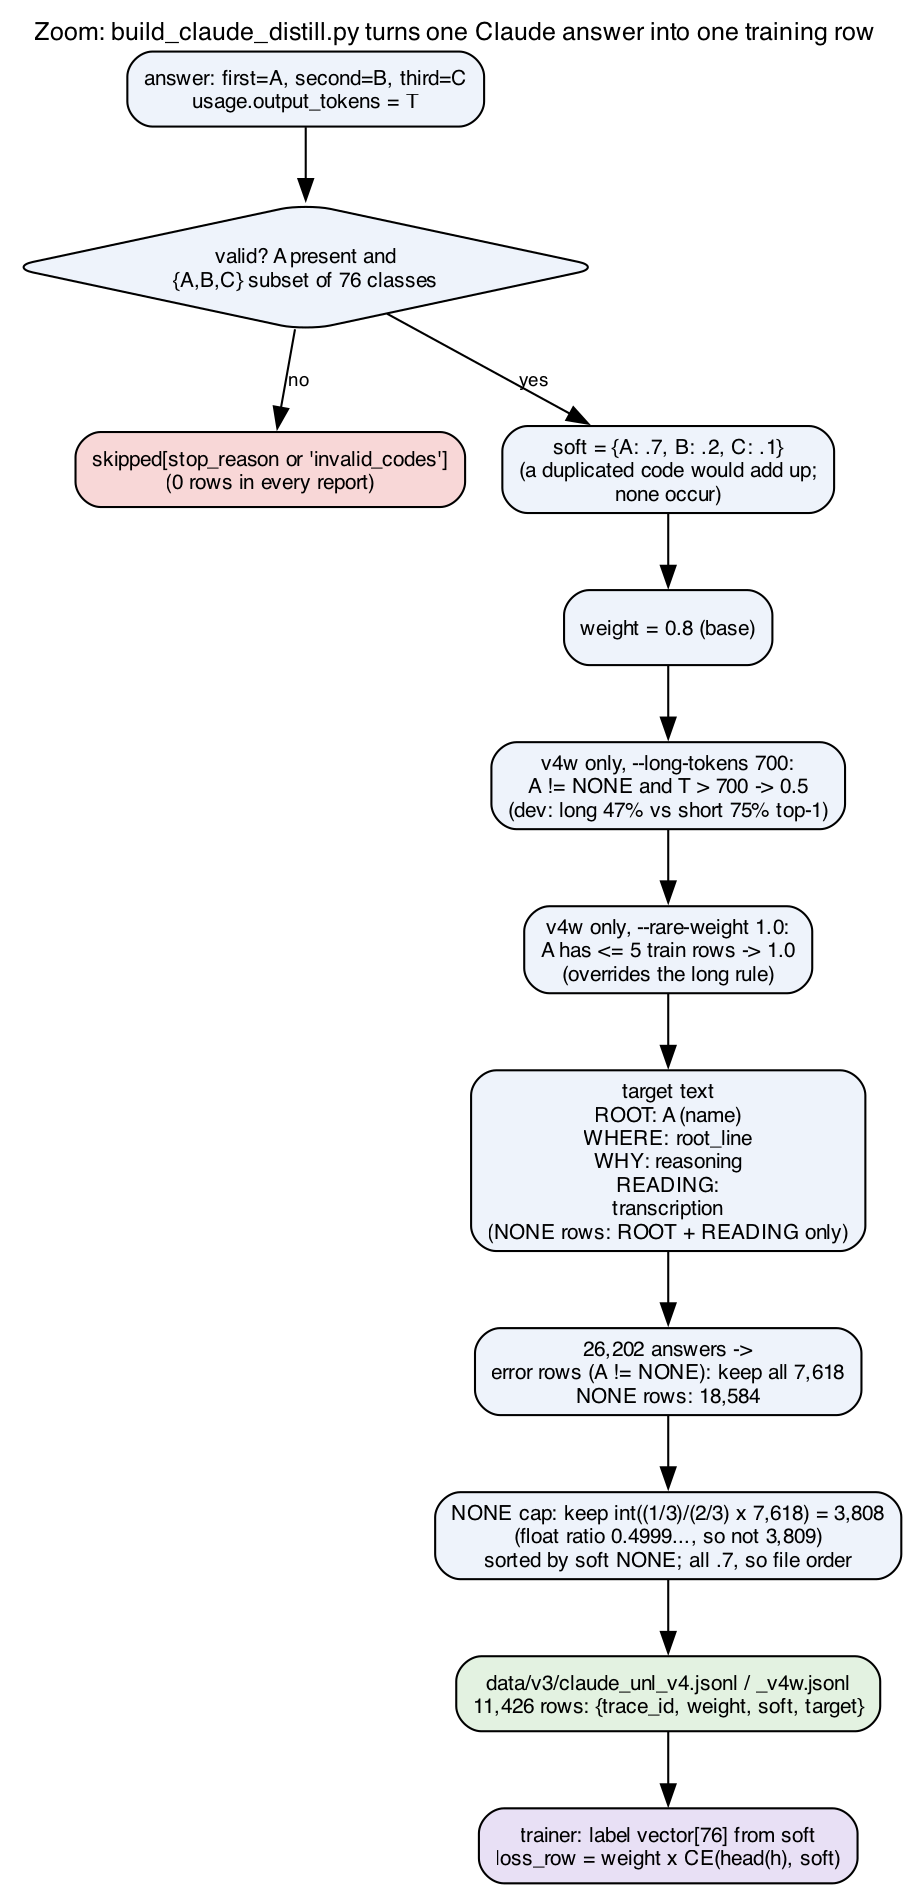 Zoom: build_claude_distill.py turns one Claude answer into one training row
answer: first=A, second=B, third=C
usage.output_tokens = T
valid? A present and
{A,B,C} subset of 76 classes
no
yes
skipped[stop_reason or 'invalid_codes']
(0 rows in every report)
soft = {A: .7, B: .2, C: .1}
(a duplicated code would add up;
none occur)
weight = 0.8 (base)
v4w only, --long-tokens 700:
A != NONE and T > 700 -> 0.5
(dev: long 47% vs short 75% top-1)
v4w only, --rare-weight 1.0:
A has <= 5 train rows -> 1.0
(overrides the long rule)
target text
ROOT: A (name)
WHERE: root_line
WHY: reasoning
READING:
transcription
(NONE rows: ROOT + READING only)
26,202 answers ->
error rows (A != NONE): keep all 7,618
NONE rows: 18,584
NONE cap: keep int((1/3)/(2/3) x 7,618) = 3,808
(float ratio 0.4999..., so not 3,809)
sorted by soft NONE; all .7, so file order
data/v3/claude_unl_v4.jsonl / _v4w.jsonl
11,426 rows: {trace_id, weight, soft, target}
trainer: label vector[76] from soft
loss_row = weight x CE(head(h), soft)